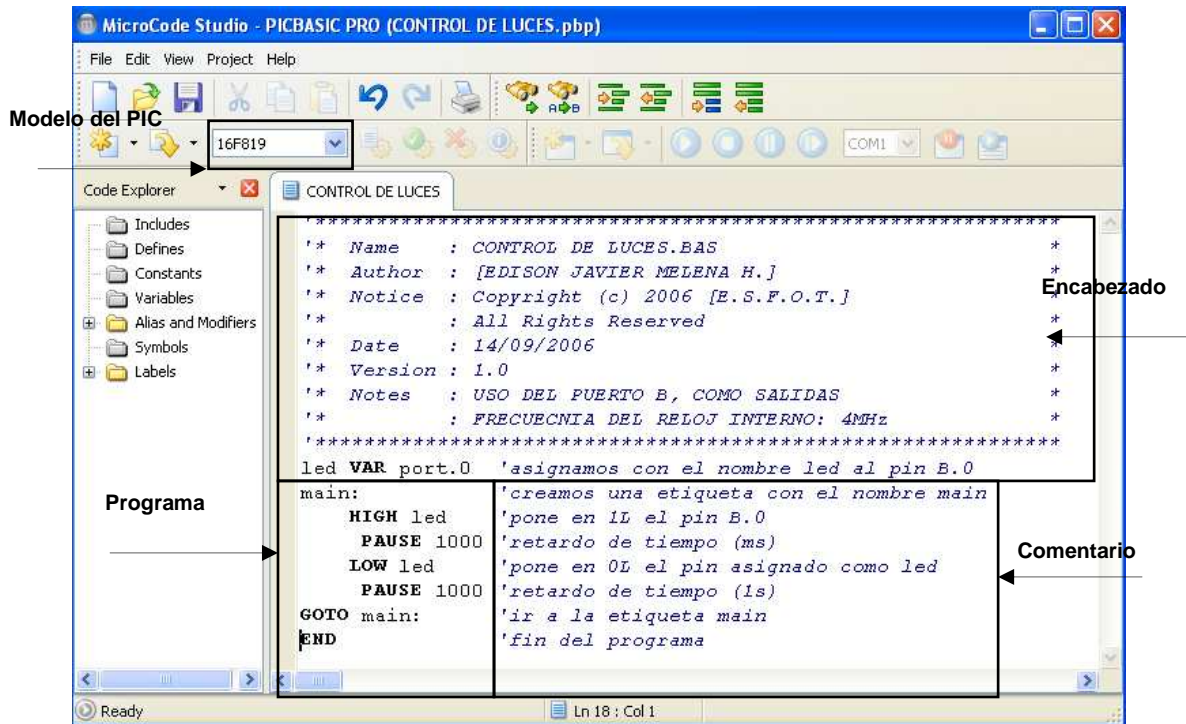 MicroCode Studio - PICBASIC PRO (CONTROL DE LUCES.pbp)
File Edit View Project Help
Modelo del PIC
16F819
COM1
Code Explorer
CONTROL DE LUCES
Includes
Defines
Constants
Variables
Alias and Modifiers
Symbols
Labels
'************************************************************
'* Name : CONTROL DE LUCES.BAS *
'* Author : [EDISON JAVIER MELENA H.] *
'* Notice : Copyright (c) 2006 [E.S.F.O.T.] *
'* : All Rights Reserved *
'* Date : 14/09/2006 *
'* Version : 1.0 *
'* Notes : USO DEL PUERTO B, COMO SALIDAS *
'* : FRECUECNIA DEL RELOJ INTERNO: 4MHz *
'************************************************************
Encabezado
led VAR port.0 'asignamos con el nombre led al pin B.0
main: 'creamos una etiqueta con el nombre main
HIGH led 'pone en 1L el pin B.0
PAUSE 1000 'retardo de tiempo (ms)
LOW led 'pone en 0L el pin asignado como led
PAUSE 1000 'retardo de tiempo (1s)
GOTO main: 'ir a la etiqueta main
END 'fin del programa
Programa
Comentario
Ready
Ln 18 : Col 1